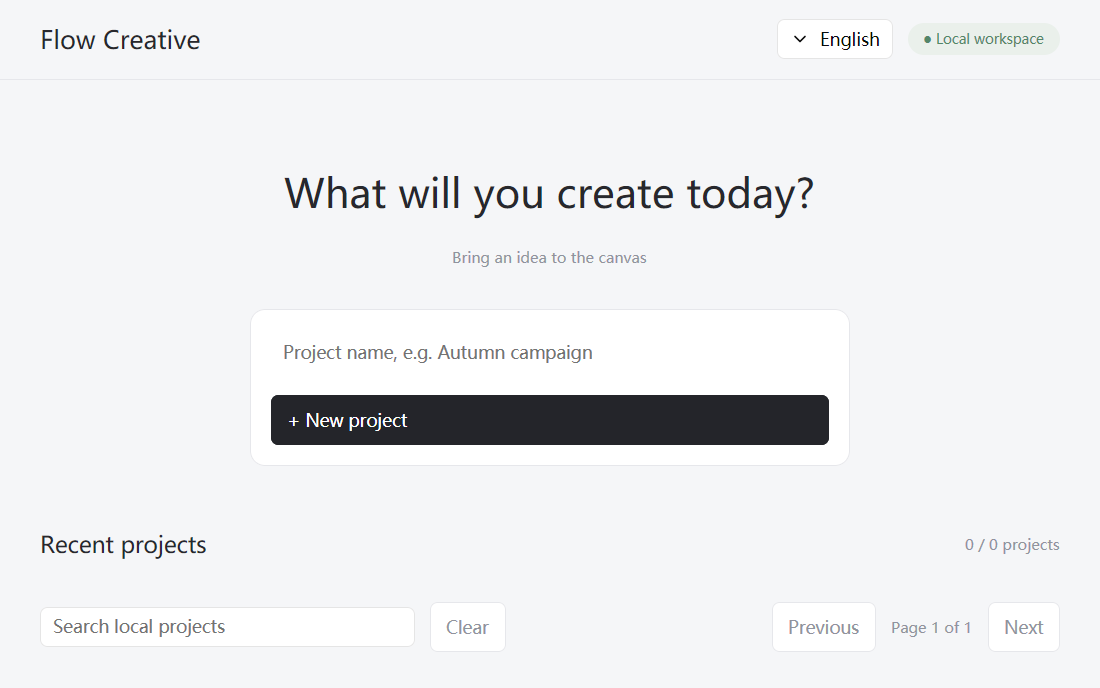 Flow Creative
English
● Local workspace
What will you create today?
Bring an idea to the canvas
Project name, e.g. Autumn campaign
+ New project
Recent projects
0 / 0 projects
Search local projects
Clear
Previous
Page 1 of 1
Next